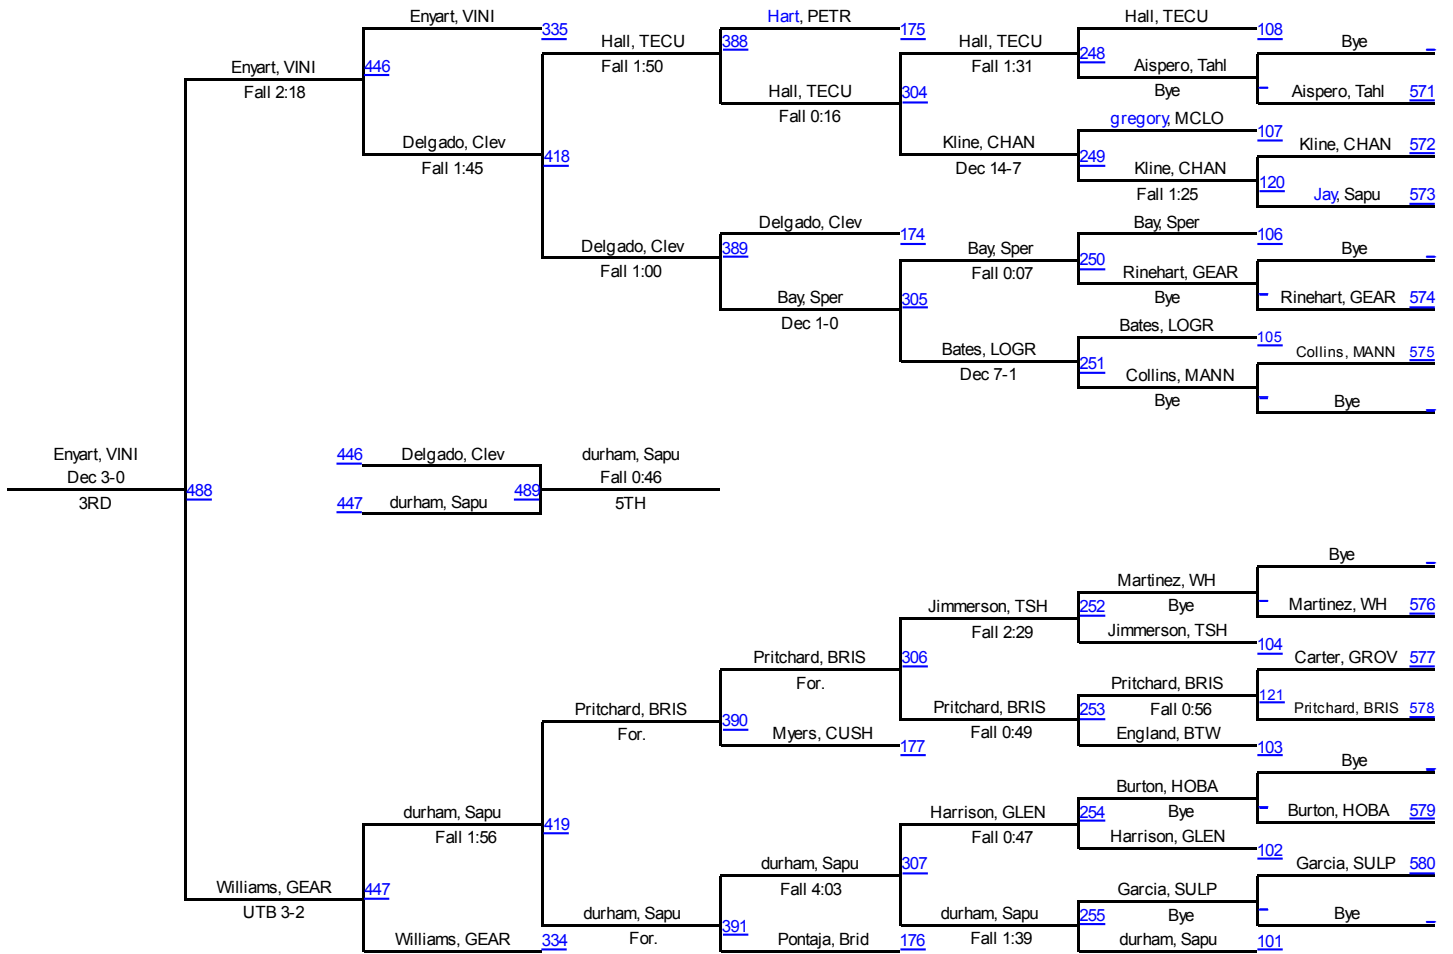 Enyart, VINI
335
Hall, TECU
Fall 1:50
388
Hart, PETR
175
Hall, TECU
Fall 1:31
Hall, TECU
108
Bye
_
Enyart, VINI
Fall 2:18
446
248
Aispero, Tahl
Bye
_
Aispero, Tahl
571
Hall, TECU
Fall 0:16
304
gregory, MCLO
107
Delgado, Clev
Fall 1:45
418
Kline, CHAN
Dec 14-7
249
Kline, CHAN
572
Kline, CHAN
Fall 1:25
120
Jay, Sapu
573
Delgado, Clev
174
Bay, Sper
106
Delgado, Clev
Fall 1:00
389
Bay, Sper
Fall 0:07
250
Bye
_
Rinehart, GEAR
Bye
_
Rinehart, GEAR
574
Bay, Sper
Dec 1-0
305
Bates, LOGR
105
Bates, LOGR
Dec 7-1
251
Collins, MANN
575
Collins, MANN
Bye
_
Bye
_
Enyart, VINI
Dec 3-0
3RD
488
446
Delgado, Clev
447
durham, Sapu
489
durham, Sapu
Fall 0:46
5TH
Bye
_
Martinez, WH
Bye
_
Martinez, WH
576
Jimmerson, TSH
Fall 2:29
252
Jimmerson, TSH
104
Pritchard, BRIS
For.
306
Carter, GROV
577
Pritchard, BRIS
Fall 0:56
121
Pritchard, BRIS
578
Pritchard, BRIS
For.
390
Myers, CUSH
177
Pritchard, BRIS
Fall 0:49
253
England, BTW
103
Bye
_
Burton, HOBA
Bye
_
Burton, HOBA
579
durham, Sapu
Fall 1:56
419
Harrison, GLEN
Fall 0:47
254
Harrison, GLEN
102
durham, Sapu
Fall 4:03
307
Garcia, SULP
580
Williams, GEAR
UTB 3-2
447
Garcia, SULP
Bye
_
Bye
_
durham, Sapu
For.
391
durham, Sapu
Fall 1:39
255
Williams, GEAR
334
Pontaja, Brid
176
durham, Sapu
101